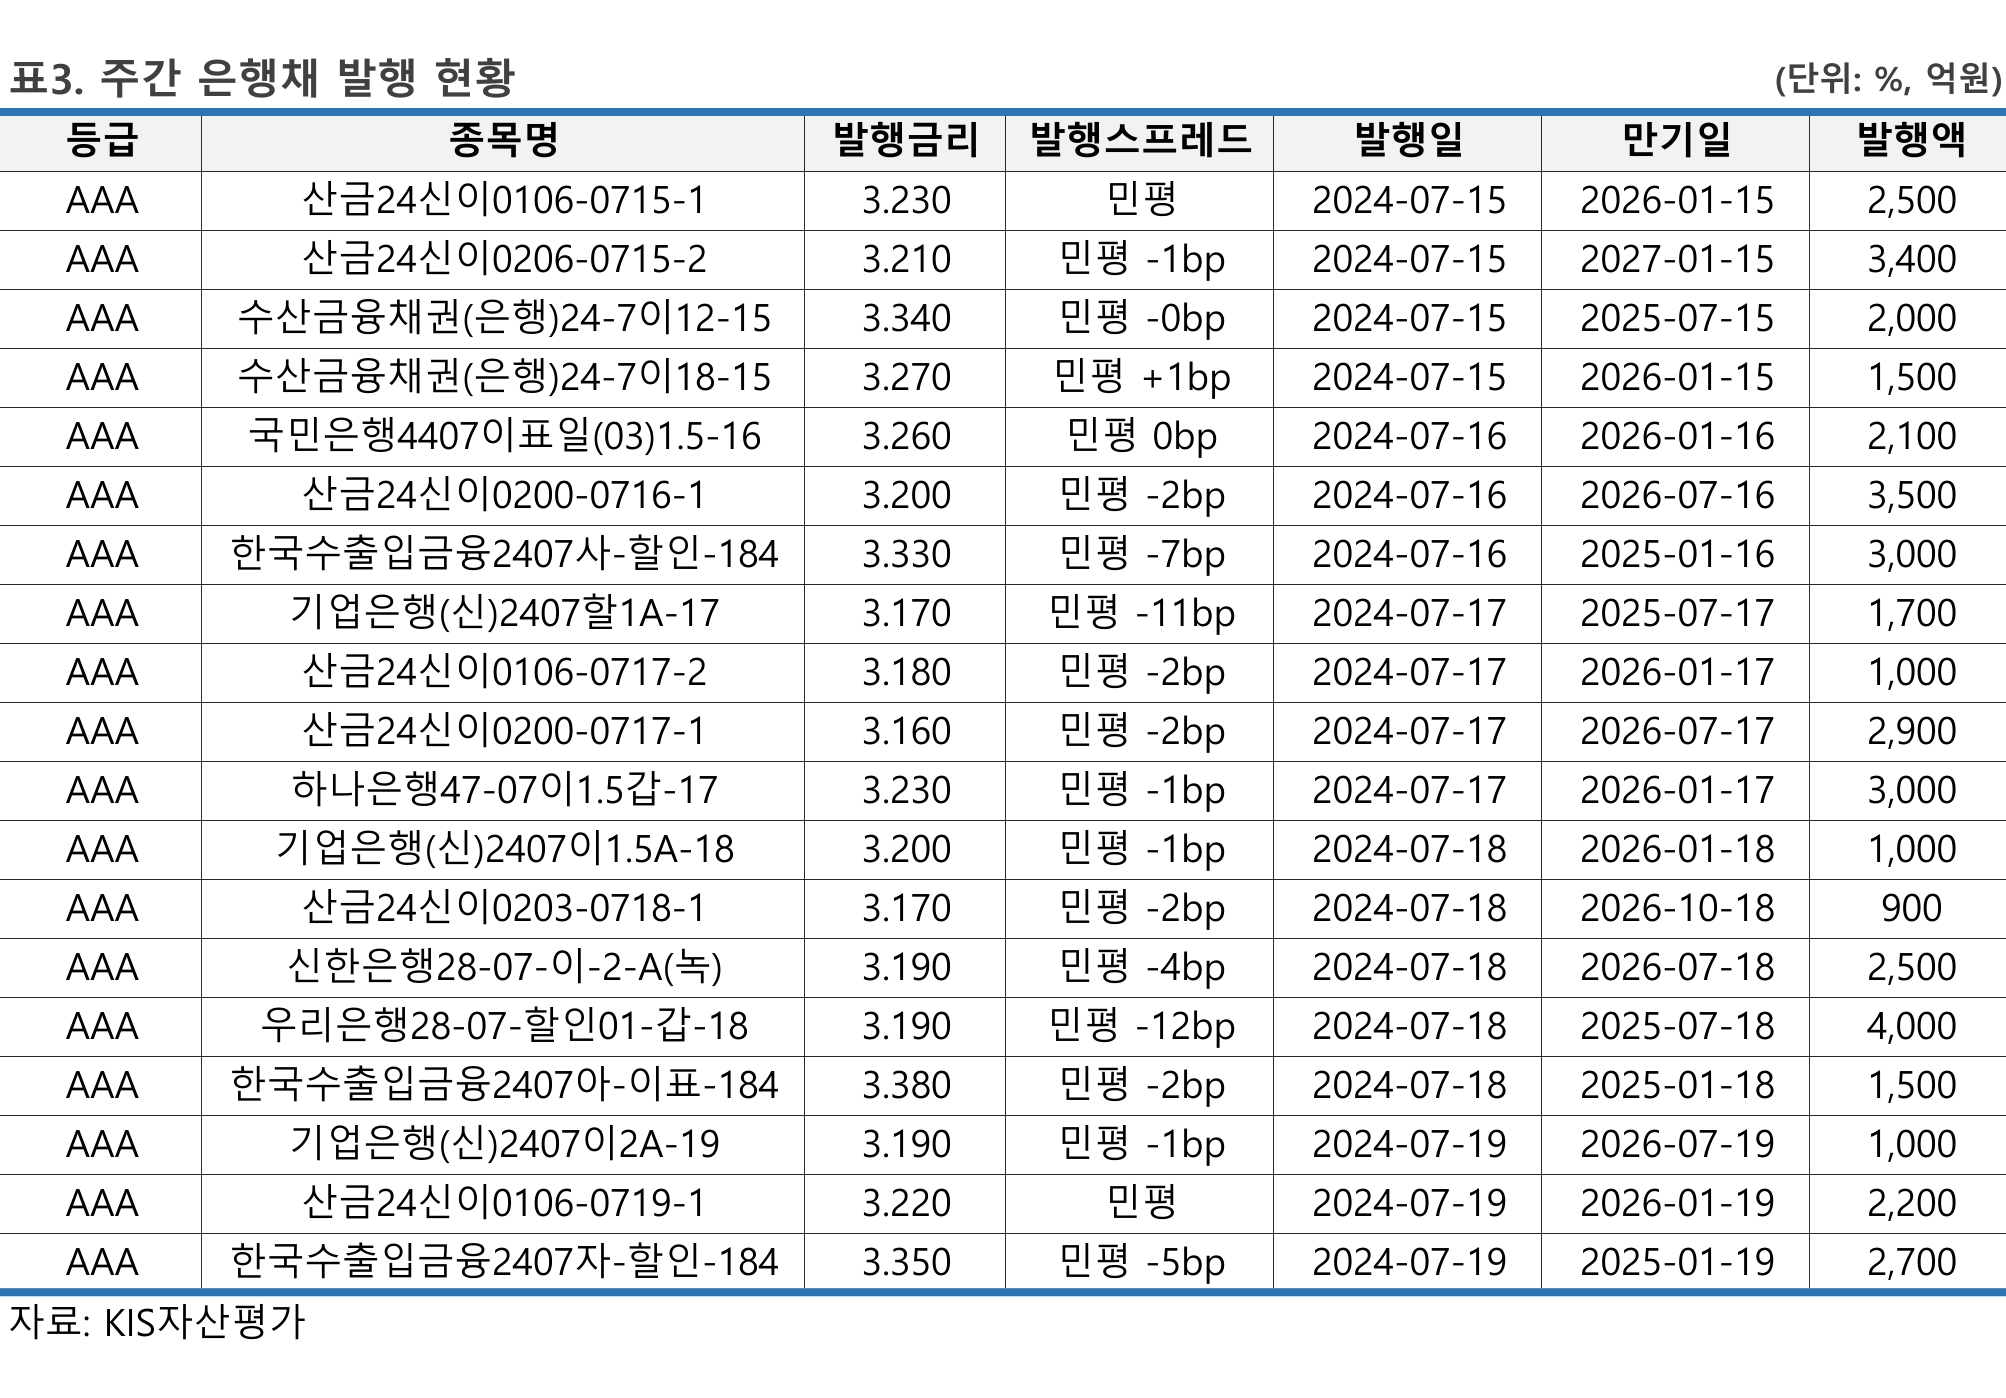 표3. 주간 은행채 발행 현황 (단위: %, 억원)
등급 종목명 발행금리 발행스프레드 발행일 만기일 발행액
AAA 산금24신이0106-0715-1 3.230 민평 2024-07-15 2026-01-15 2,500
AAA 산금24신이0206-0715-2 3.210 민평 -1bp 2024-07-15 2027-01-15 3,400
AAA 수산금융채권(은행)24-7이12-15 3.340 민평 -0bp 2024-07-15 2025-07-15 2,000
AAA 수산금융채권(은행)24-7이18-15 3.270 민평 +1bp 2024-07-15 2026-01-15 1,500
AAA 국민은행4407이표일(03)1.5-16 3.260 민평 0bp 2024-07-16 2026-01-16 2,100
AAA 산금24신이0200-0716-1 3.200 민평 -2bp 2024-07-16 2026-07-16 3,500
AAA 한국수출입금융2407사-할인-184 3.330 민평 -7bp 2024-07-16 2025-01-16 3,000
AAA 기업은행(신)2407할1A-17 3.170 민평 -11bp 2024-07-17 2025-07-17 1,700
AAA 산금24신이0106-0717-2 3.180 민평 -2bp 2024-07-17 2026-01-17 1,000
AAA 산금24신이0200-0717-1 3.160 민평 -2bp 2024-07-17 2026-07-17 2,900
AAA 하나은행47-07이1.5갑-17 3.230 민평 -1bp 2024-07-17 2026-01-17 3,000
AAA 기업은행(신)2407이1.5A-18 3.200 민평 -1bp 2024-07-18 2026-01-18 1,000
AAA 산금24신이0203-0718-1 3.170 민평 -2bp 2024-07-18 2026-10-18 900
AAA 신한은행28-07-이-2-A(녹) 3.190 민평 -4bp 2024-07-18 2026-07-18 2,500
AAA 우리은행28-07-할인01-갑-18 3.190 민평 -12bp 2024-07-18 2025-07-18 4,000
AAA 한국수출입금융2407아-이표-184 3.380 민평 -2bp 2024-07-18 2025-01-18 1,500
AAA 기업은행(신)2407이2A-19 3.190 민평 -1bp 2024-07-19 2026-07-19 1,000
AAA 산금24신이0106-0719-1 3.220 민평 2024-07-19 2026-01-19 2,200
AAA 한국수출입금융2407자-할인-184 3.350 민평 -5bp 2024-07-19 2025-01-19 2,700
자료: KIS자산평가